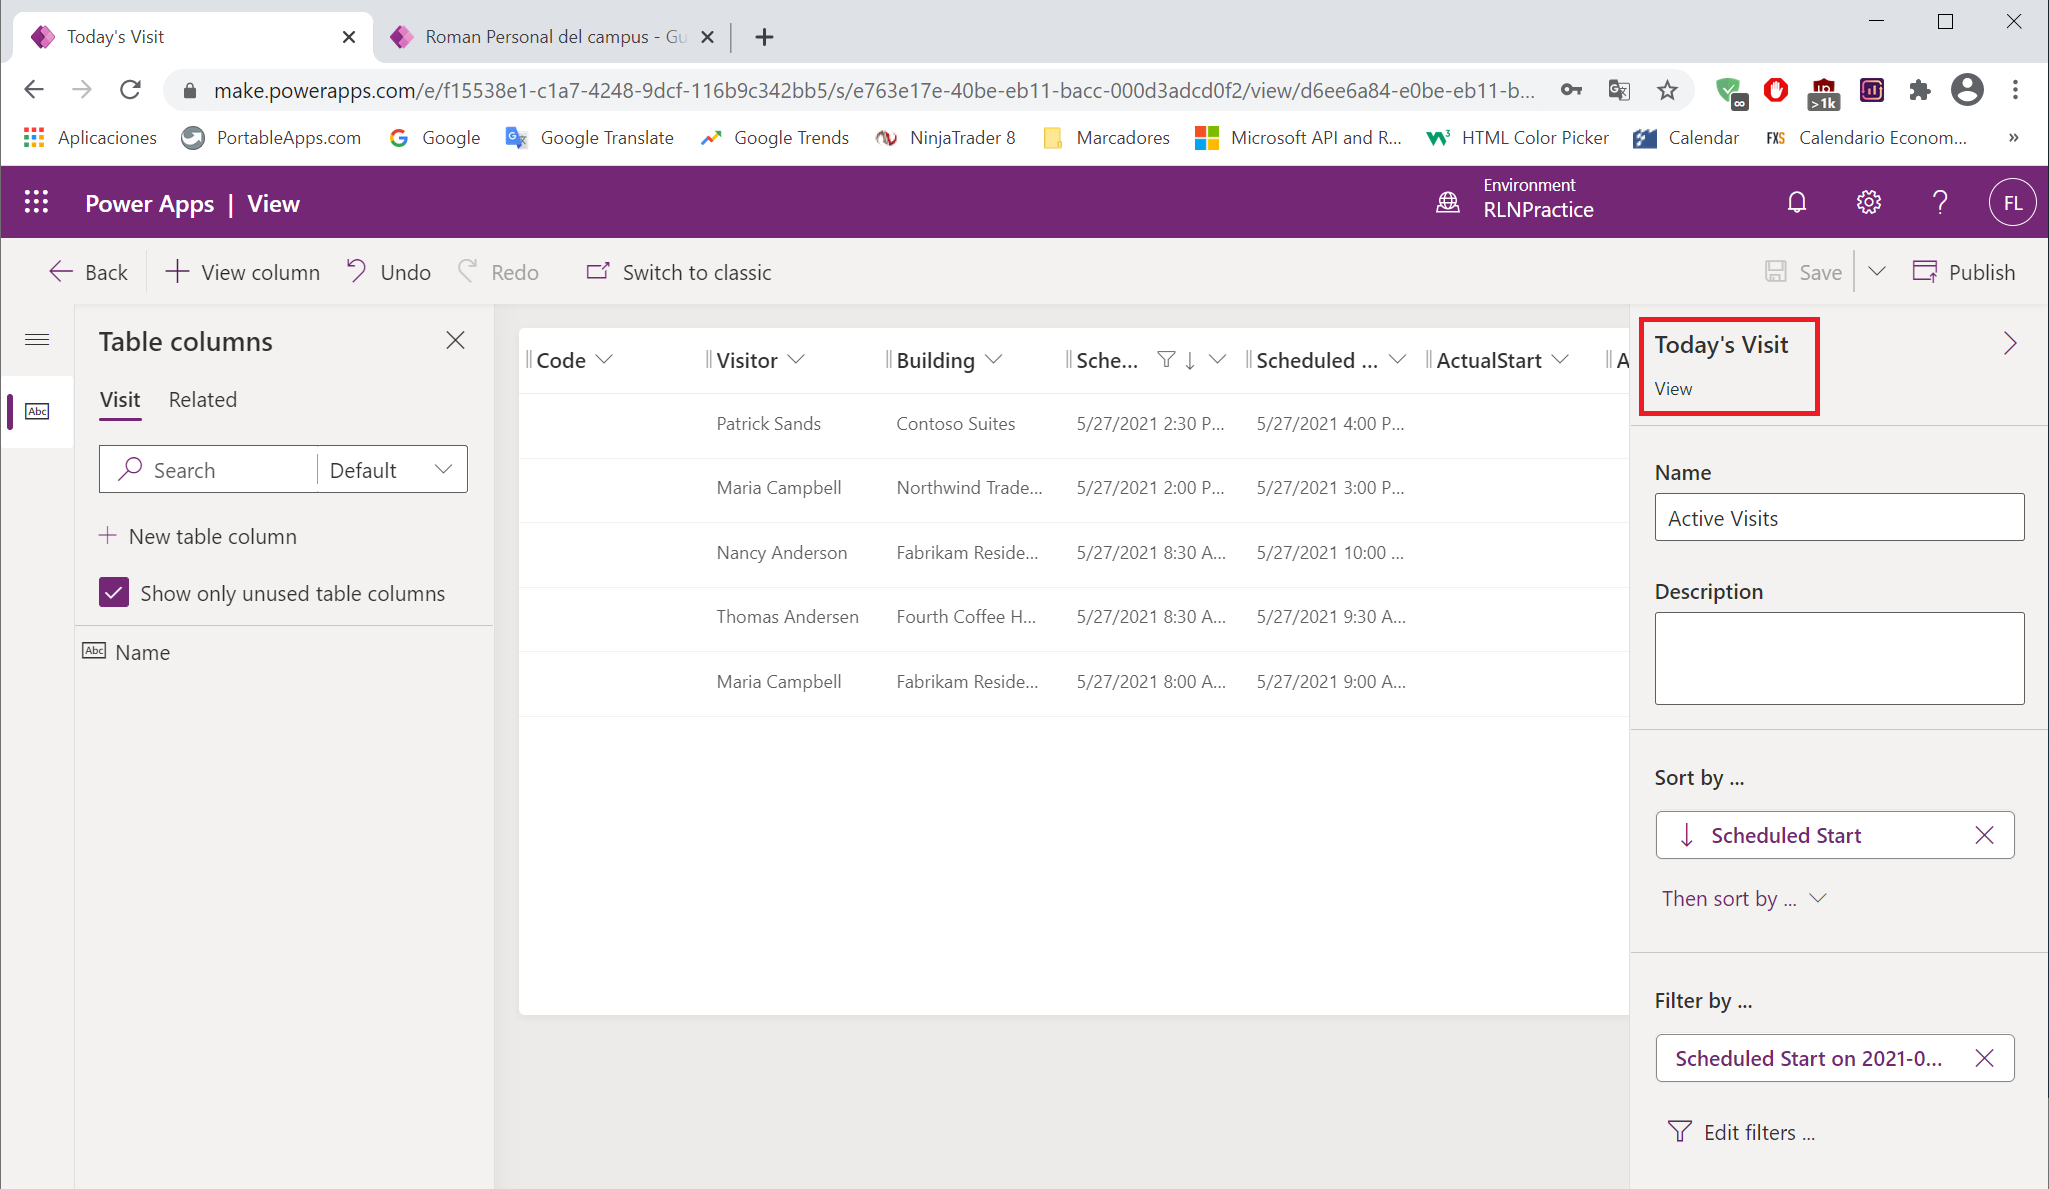 Today's Visit
Roman Personal del campus - Gu
make.powerapps.com/e/f15538e1-c1a7-4248-9dcf-116b9c342bb5/s/e763e17e-40be-eb11-bacc-000d3adcd0f2/view/d6ee6a84-e0be-eb11-b...
>1k
Aplicaciones PortableApps.com Google Google Translate Google Trends NinjaTrader 8 Marcadores Microsoft API and R... HTML Color Picker Calendar FXS Calendario Econom... »
Power Apps | View
Environment
RLNPractice
FL
Back View column Undo Redo Switch to classic Save Publish
Table columns
Visit Related
Search Default
New table column
Show only unused table columns
Abc Name
Abc
Code Visitor Building Sche... Scheduled ... ActualStart A
Patrick Sands Contoso Suites 5/27/2021 2:30 P... 5/27/2021 4:00 P...
Maria Campbell Northwind Trade... 5/27/2021 2:00 P... 5/27/2021 3:00 P...
Nancy Anderson Fabrikam Reside... 5/27/2021 8:30 A... 5/27/2021 10:00 ...
Thomas Andersen Fourth Coffee H... 5/27/2021 8:30 A... 5/27/2021 9:30 A...
Maria Campbell Fabrikam Reside... 5/27/2021 8:00 A... 5/27/2021 9:00 A...
Today's Visit
View
Name
Active Visits
Description
Sort by ...
Scheduled Start
Then sort by ...
Filter by ...
Scheduled Start on 2021-0...
Edit filters ...